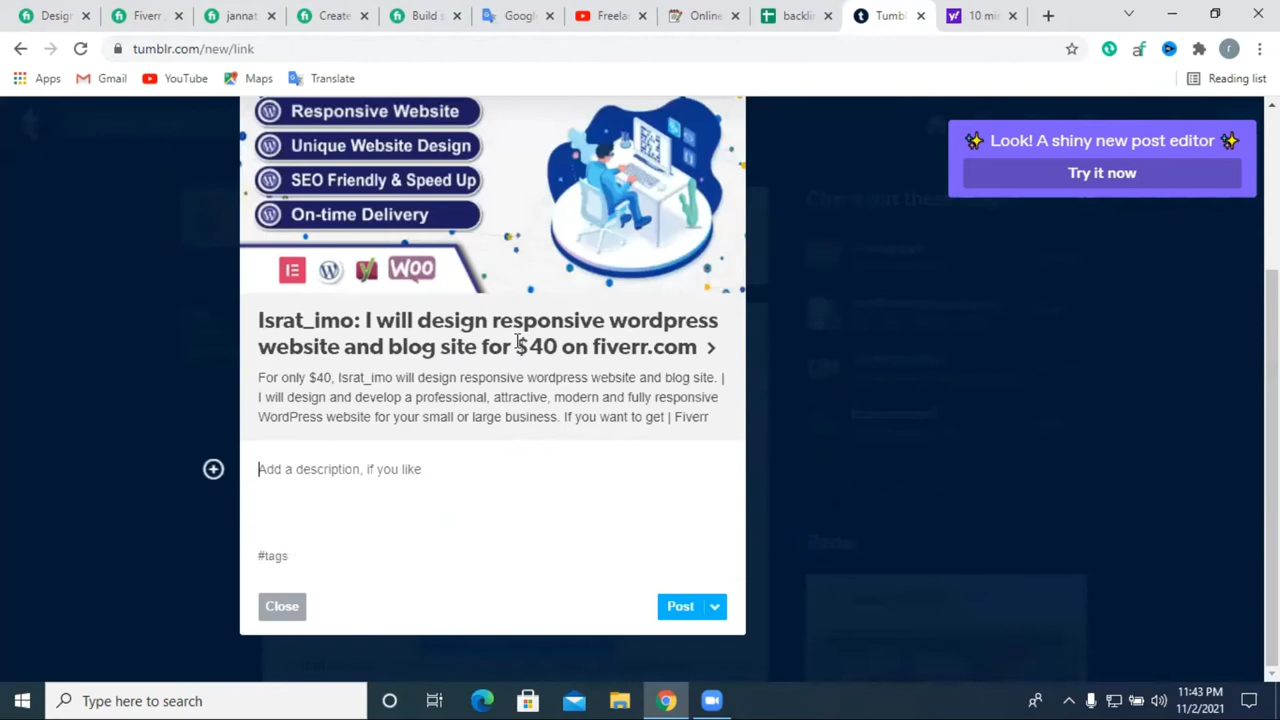 Design
Fiverr
jannat
Create
Build s
Google
Freela
Online
backlin
Tumbl
10 min
tumblr.com/new/link
r
Apps
Gmail
YouTube
Maps
Translate
Reading list
Responsive Website
Unique Website Design
SEO Friendly & Speed Up
On-time Delivery
WOO
Look! A shiny new post editor
Try it now
Israt_imo: I will design responsive wordpress
website and blog site for $40 on fiverr.com
For only $40, Israt_imo will design responsive wordpress website and blog site. |
I will design and develop a professional, attractive, modern and fully responsive
WordPress website for your small or large business. If you want to get | Fiverr
Add a description, if you like
#tags
Close
Post
Type here to search
11:43 PM
11/2/2021